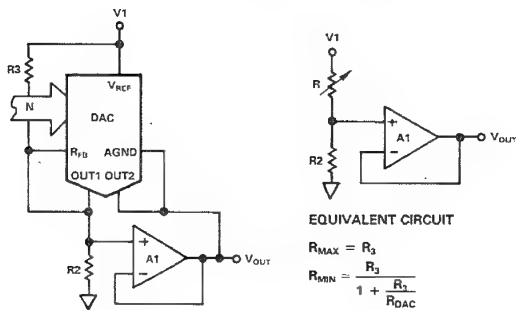 V1
R3
N
VREF
DAC
RFB
AGND
OUT1 OUT2
+
A1
−
R2
VOUT
V1
R
+
A1
−
R2
VOUT
EQUIVALENT CIRCUIT
RMAX = R3
RMIN = R3
1 + R3
RDAC